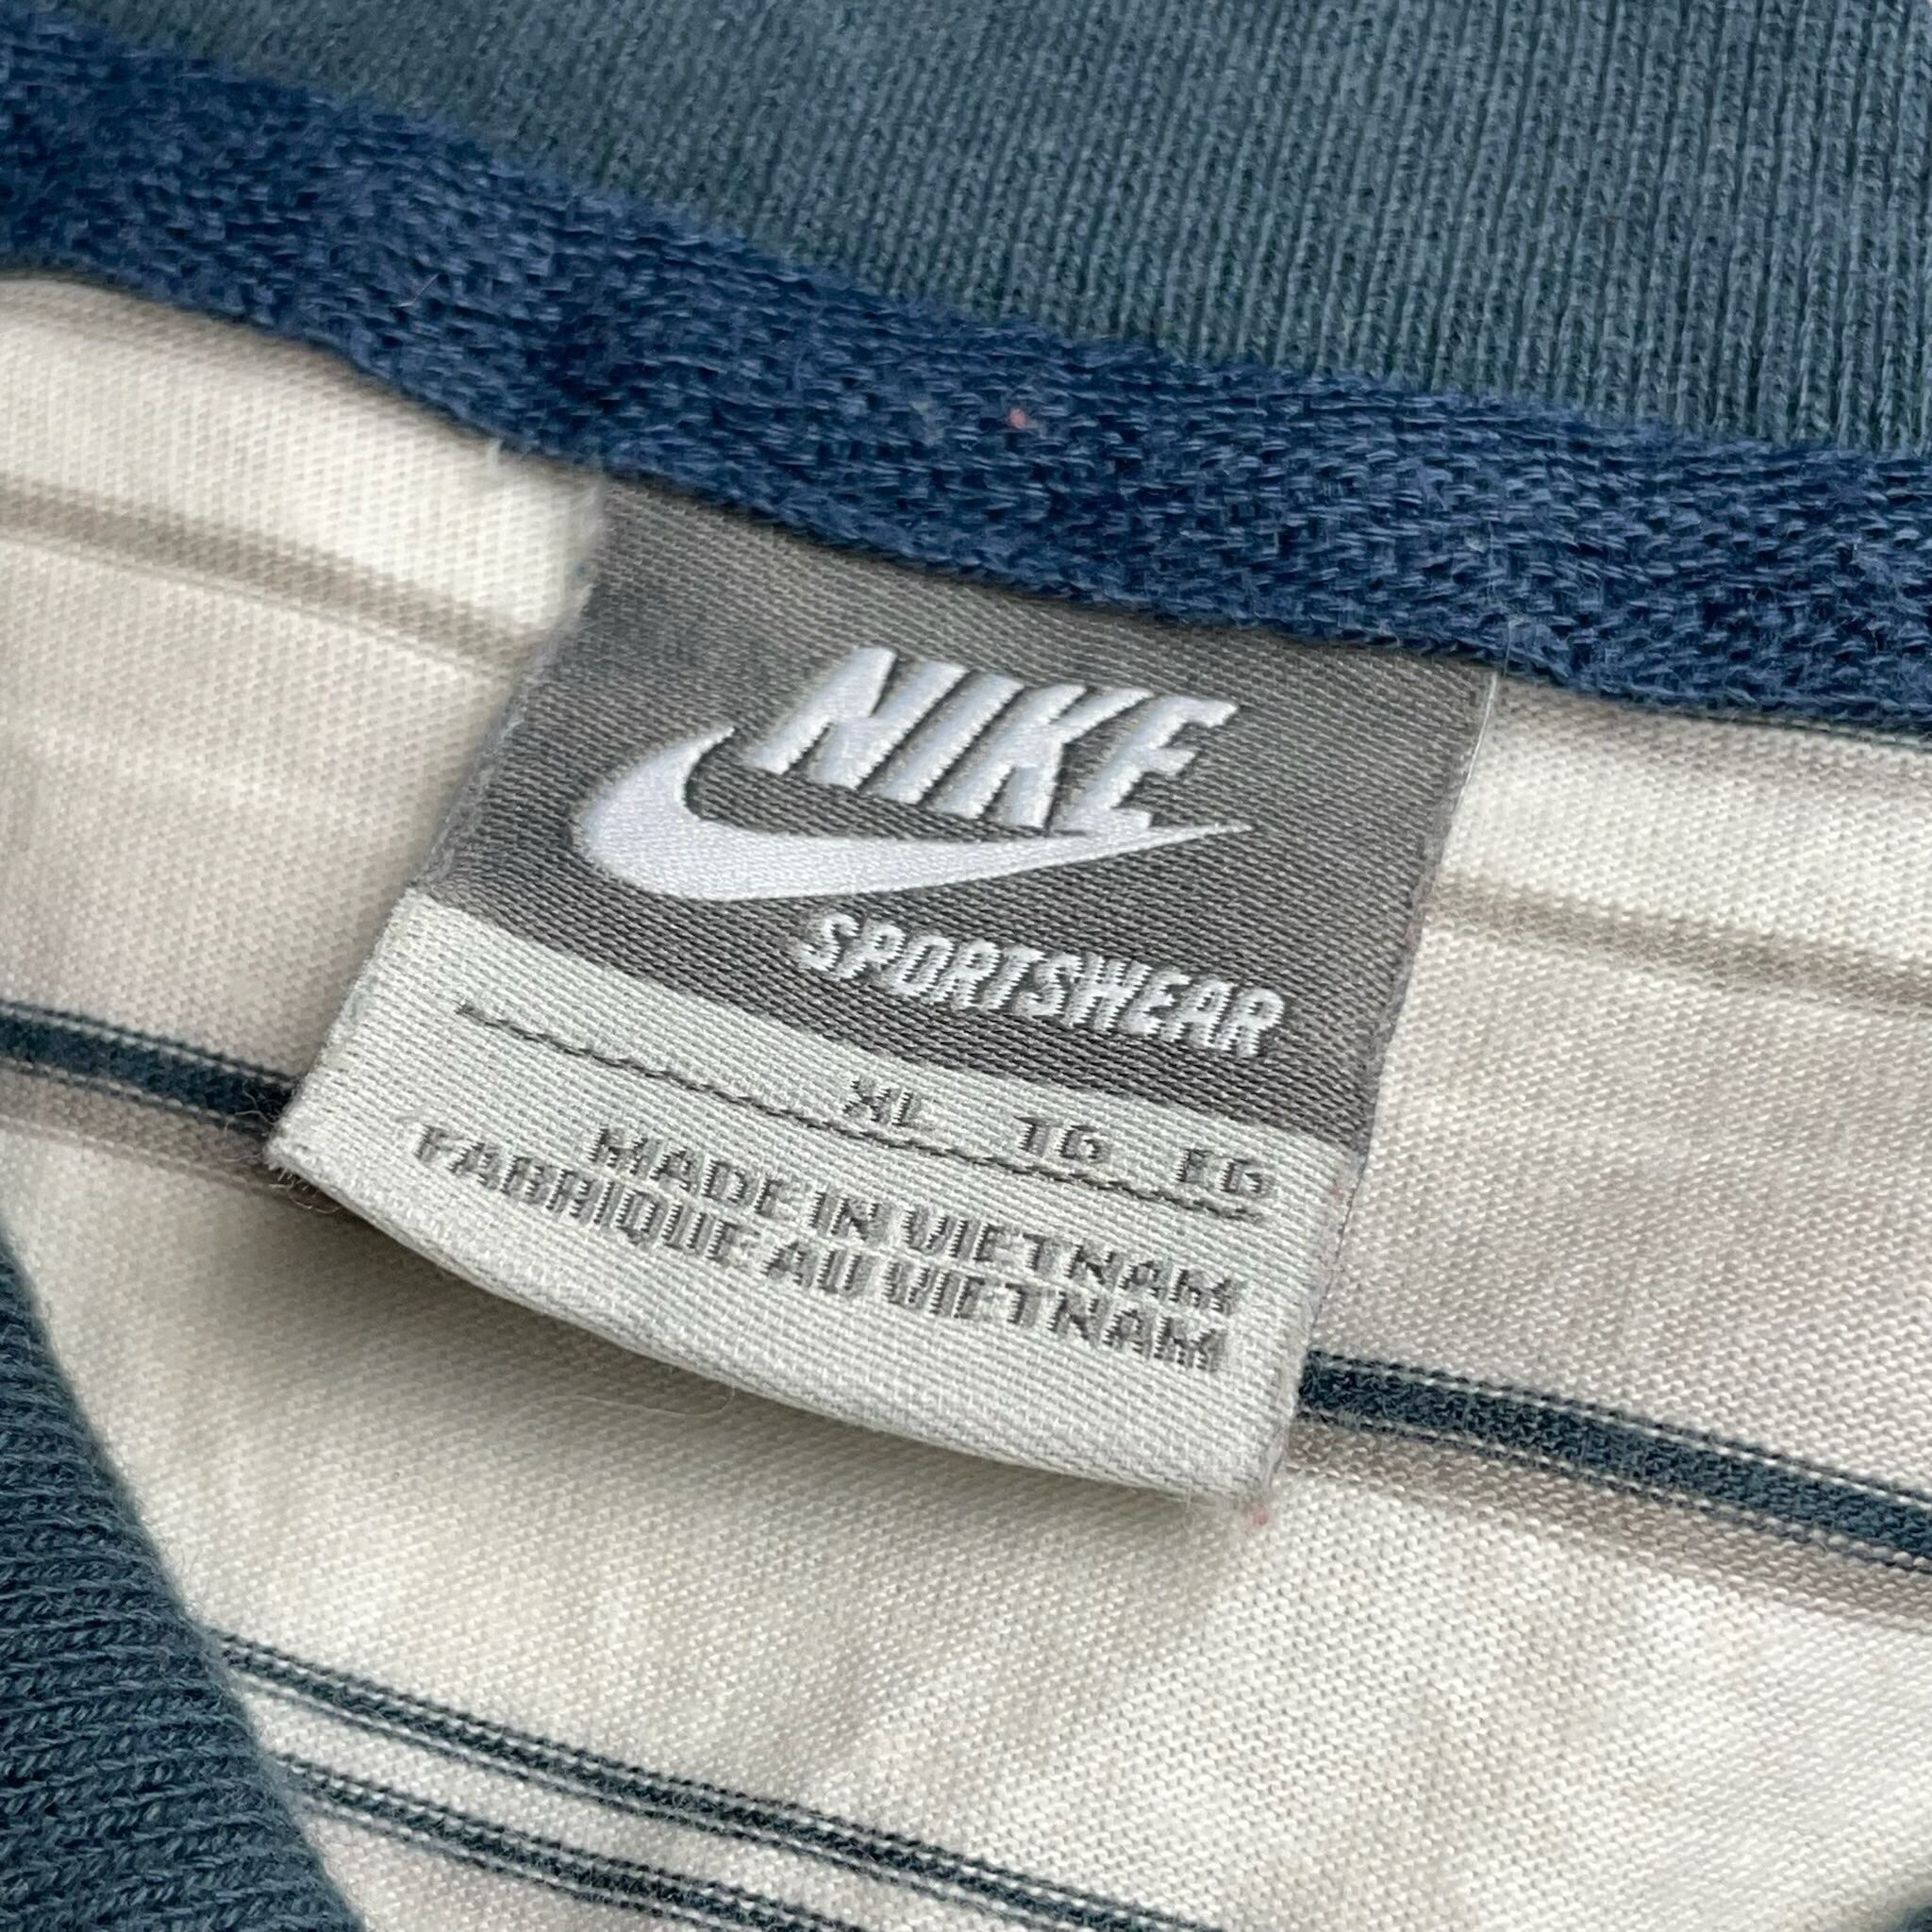 NIKE
SPORTSWEAR
XL TG EG
MADE IN VIETNAM
FABRIQUE AU VIETNAM